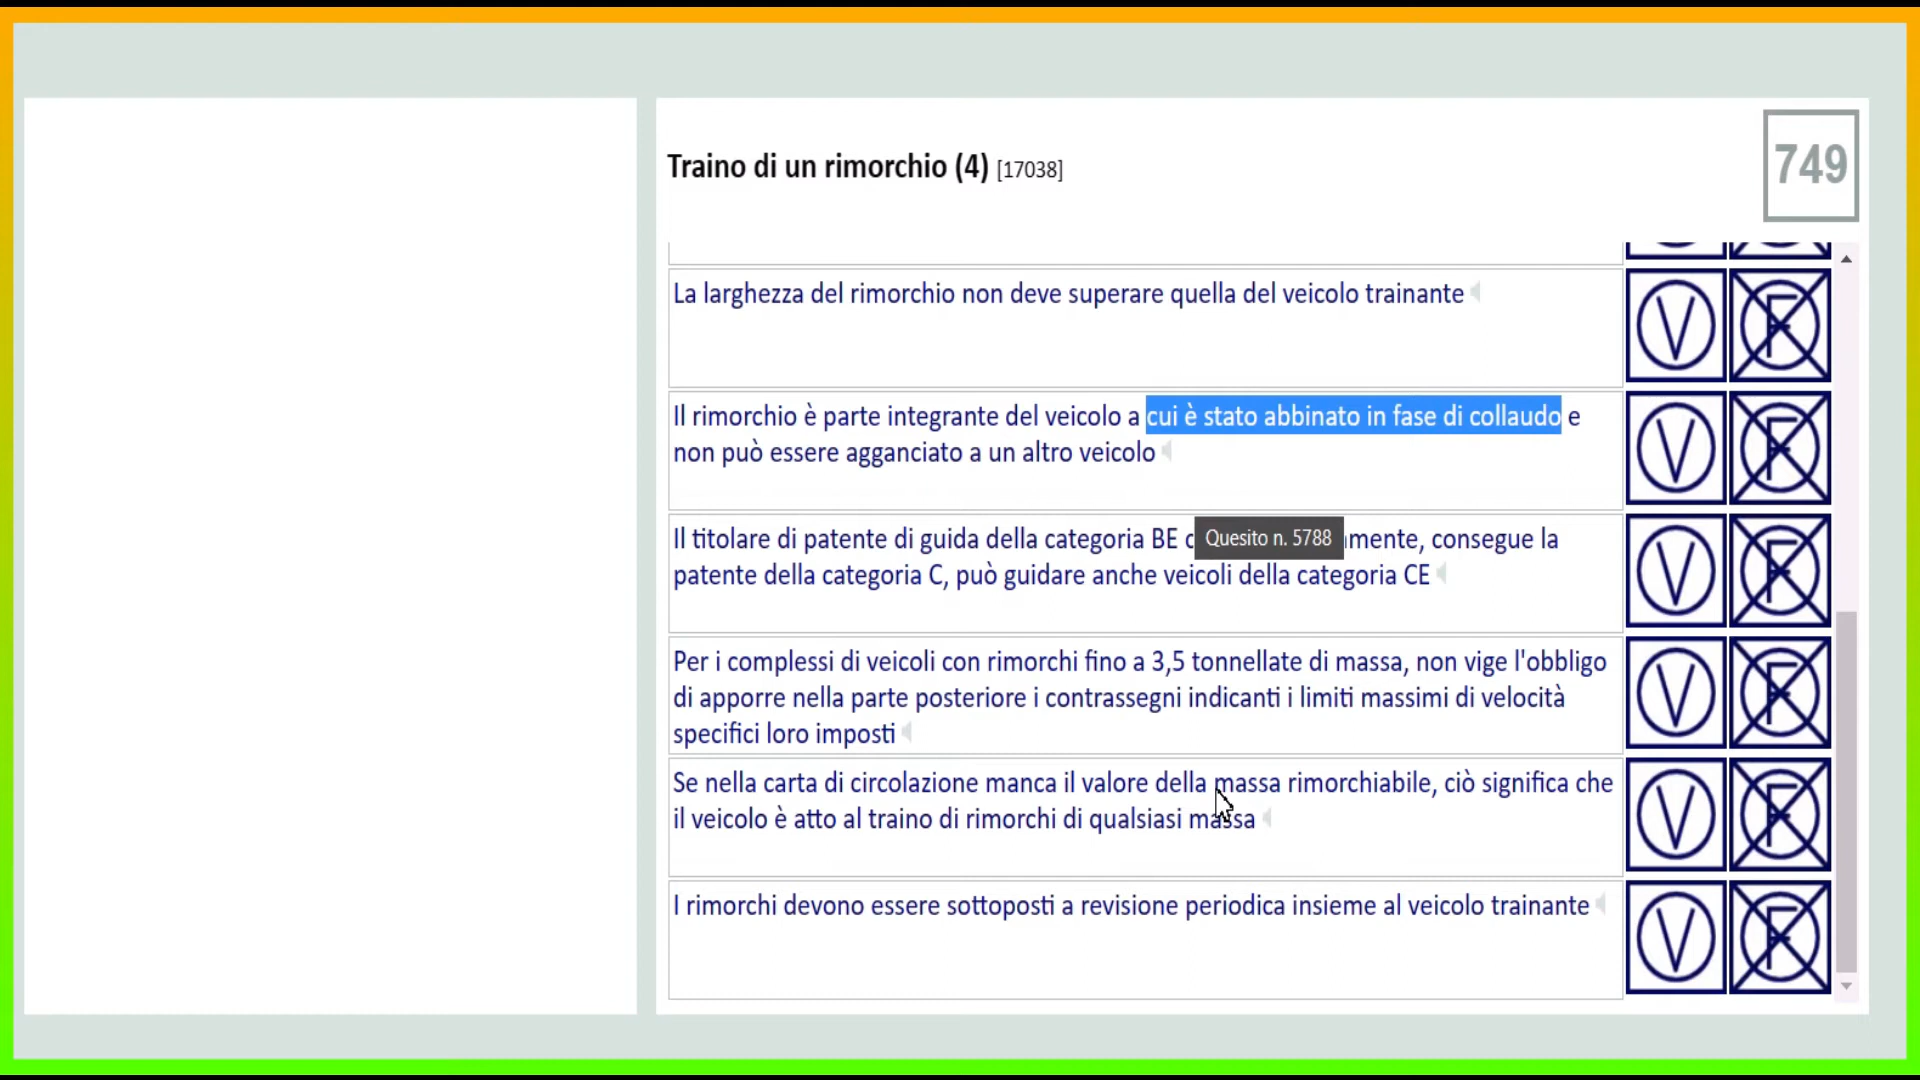 Traino di un rimorchio (4) [17038]
749
La larghezza del rimorchio non deve superare quella del veicolo trainante
V F
Il rimorchio è parte integrante del veicolo a cui è stato abbinato in fase di collaudo e
non può essere agganciato a un altro veicolo
V F
Il titolare di patente di guida della categoria BE
Quesito n. 5788
consegue la
patente della categoria C, può guidare anche veicoli della categoria CE
V F
Per i complessi di veicoli con rimorchi fino a 3,5 tonnellate di massa, non vige l'obbligo
di apporre nella parte posteriore i contrassegni indicanti i limiti massimi di velocità
specifici loro imposti
V F
Se nella carta di circolazione manca il valore della massa rimorchiabile, ciò significa che
il veicolo è atto al traino di rimorchi di qualsiasi massa
V F
I rimorchi devono essere sottoposti a revisione periodica insieme al veicolo trainante
V F